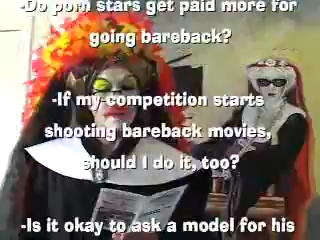 -Do porn stars get paid more for
going bareback?
-If my competition starts
shooting bareback movies,
should I do it, too?
-Is it okay to ask a model for his